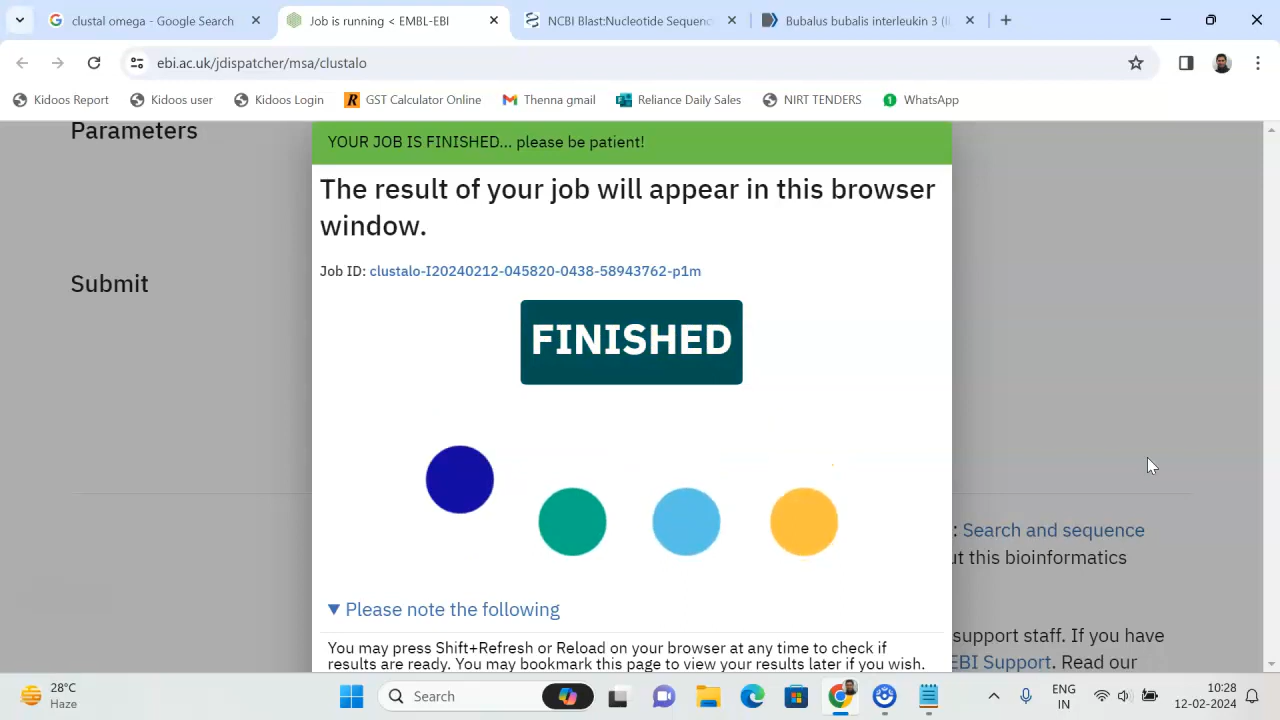 clustal omega - Google Search
Job is running < EMBL-EBI
NCBI Blast:Nucleotide Sequenc
Bubalus bubalis interleukin 3 (I
ebi.ac.uk/jdispatcher/msa/clustalo
Kidoos Report
Kidoos user
Kidoos Login
GST Calculator Online
Thenna gmail
Reliance Daily Sales
NIRT TENDERS
WhatsApp
Parameters
YOUR JOB IS FINISHED... please be patient!
The result of your job will appear in this browser
window.
Job ID: clustalo-I20240212-045820-0438-58943762-p1m
Submit
FINISHED
: Search and sequence
ut this bioinformatics
Please note the following
You may press Shift+Refresh or Reload on your browser at any time to check if
results are ready. You may bookmark this page to view your results later if you wish.
support staff. If you have
EBI Support. Read our
28°C
Haze
Search
ENG
IN
10:28
12-02-2024